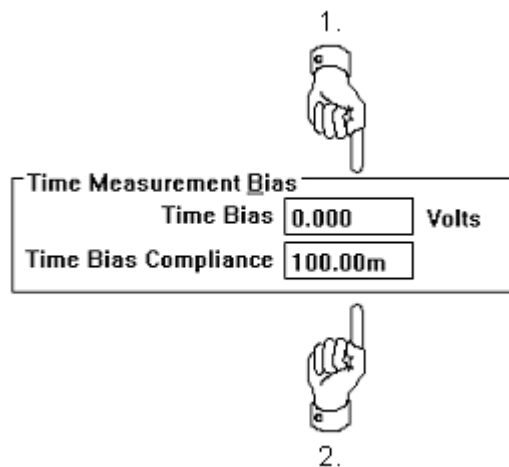 1.
Time Measurement Bias
Time Bias 0.000 Volts
Time Bias Compliance 100.00m
2.